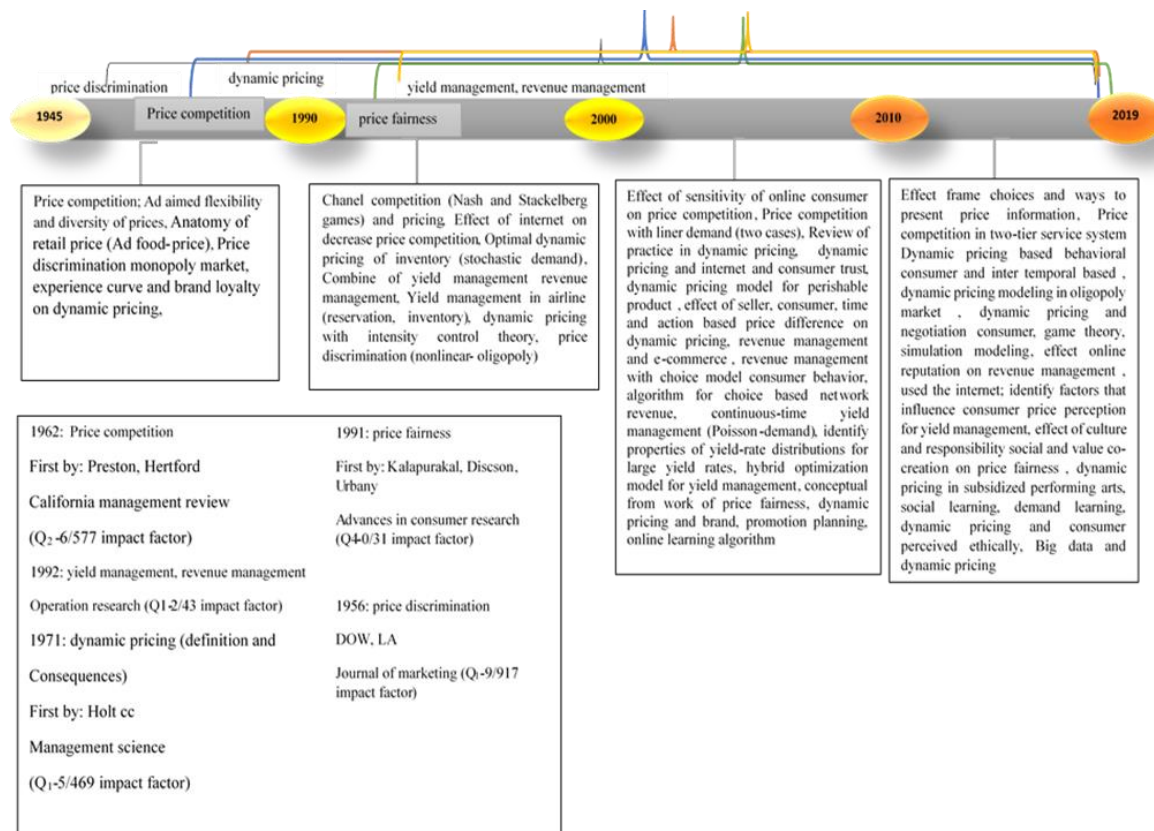 price discrimination
dynamic pricing
yield management, revenue management
1945
Price competition
1990
price fairness
2000
2010
2019
Price competition; Ad aimed flexibility
and diversity of prices, Anatomy of
retail price (Ad food-price), Price
discrimination monopoly market,
experience curve and brand loyalty
on dynamic pricing,
Chanel competition (Nash and Stackelberg
games) and pricing, Effect of internet on
decrease price competition, Optimal dynamic
pricing of inventory (stochastic demand),
Combine of yield management revenue
management, Yield management in airline
(reservation, inventory), dynamic pricing
with intensity control theory, price
discrimination (nonlinear- oligopoly)
Effect of sensitivity of online consumer
on price competition, Price competition
with liner demand (two cases), Review of
practice in dynamic pricing, dynamic
pricing and internet and consumer trust,
dynamic pricing model for perishable
product , effect of seller, consumer, time
and action based price difference on
dynamic pricing, revenue management
and e-commerce , revenue management
with choice model consumer behavior,
algorithm for choice based network
revenue, continuous-time yield
management (Poisson-demand), identify
properties of yield-rate distributions for
large yield rates, hybrid optimization
model for yield management, conceptual
from work of price fairness, dynamic
pricing and brand, promotion planning,
online learning algorithm
Effect frame choices and ways to
present price information, Price
competition in two-tier service system
Dynamic pricing based behavioral
consumer and inter temporal based ,
dynamic pricing modeling in oligopoly
market , dynamic pricing and
negotiation consumer, game theory,
simulation modeling, effect online
reputation on revenue management ,
used the internet; identify factors that
influence consumer price perception
for yield management, effect of culture
and responsibility social and value co-
creation on price fairness , dynamic
pricing in subsidized performing arts,
social learning, demand learning,
dynamic pricing and consumer
perceived ethically, Big data and
dynamic pricing
1962: Price competition
First by: Preston, Hertford
California management review
(Q2-6/577 impact factor)
1992: yield management, revenue management
Operation research (Q1-2/43 impact factor)
1971: dynamic pricing (definition and
Consequences)
First by: Holt cc
Management science
(Q1-5/469 impact factor)
1991: price fairness
First by: Kalapurakal, Discson,
Urbany
Advances in consumer research
(Q4-0/31 impact factor)
1956: price discrimination
DOW, LA
Journal of marketing (Q1-9/917
impact factor)